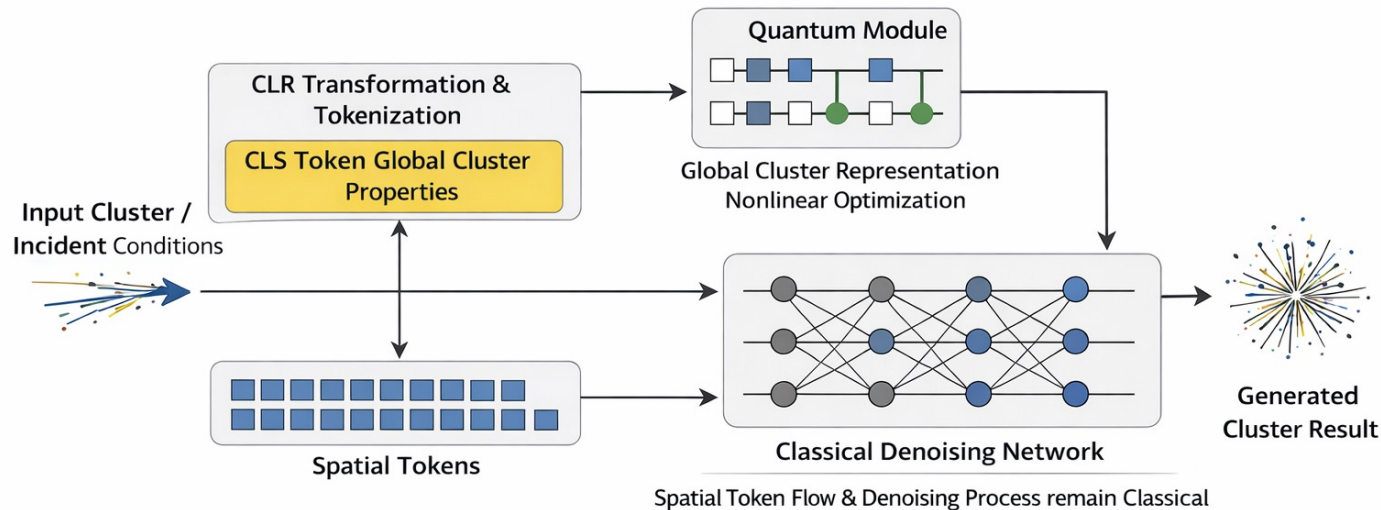 Quantum Module
CLR Transformation &
Tokenization
CLS Token Global Cluster
Properties
Global Cluster Representation
Nonlinear Optimization
Input Cluster /
Incident Conditions
Spatial Tokens
Classical Denoising Network
Spatial Token Flow & Denoising Process remain Classical
Generated
Cluster Result